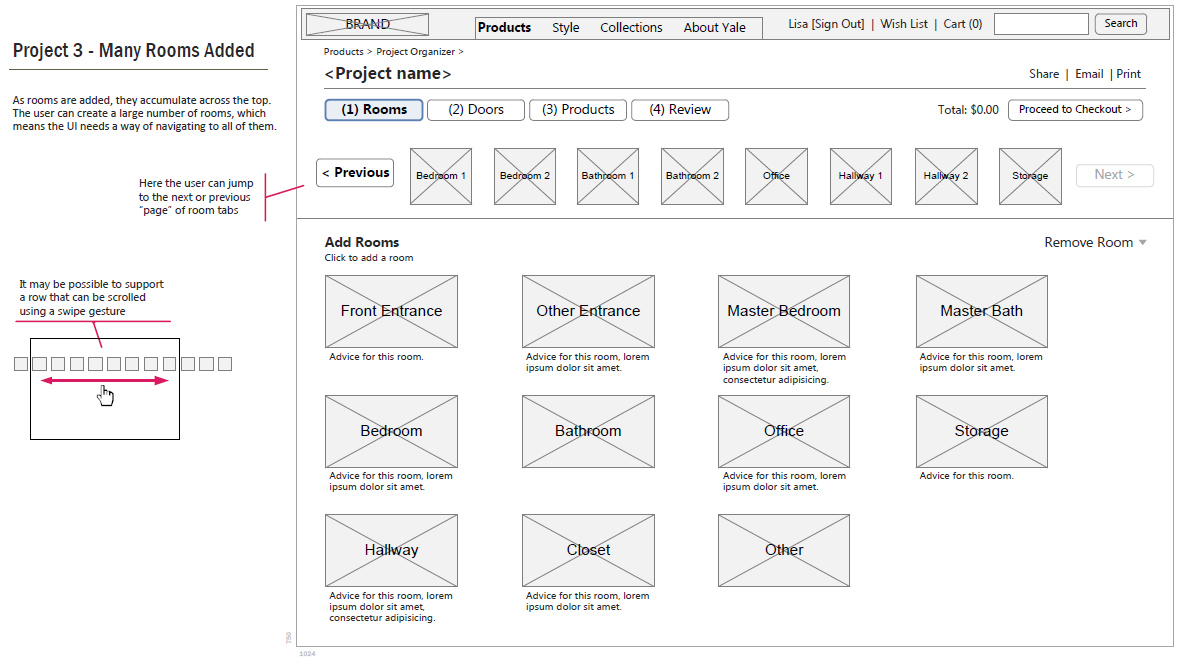 Project 3 - Many Rooms Added
As rooms are added, they accumulate across the top.
The user can create a large number of rooms, which
means the UI needs a way of navigating to all of them.
Here the user can jump
to the next or previous
"page" of room tabs
It may be possible to support
a row that can be scrolled
using a swipe gesture
BRAND
Products Style Collections About Yale
Lisa [Sign Out] | Wish List | Cart (0)
Search
Products > Project Organizer >
<Project name>
Share | Email | Print
(1) Rooms (2) Doors (3) Products (4) Review
Total: $0.00
Proceed to Checkout >
< Previous
Bedroom 1 Bedroom 2 Bathroom 1 Bathroom 2 Office Hallway 1 Hallway 2 Storage
Next >
Add Rooms
Click to add a room
Remove Room
Front Entrance
Advice for this room.
Other Entrance
Advice for this room, lorem
ipsum dolor sit amet.
Master Bedroom
Advice for this room, lorem
ipsum dolor sit amet,
consectetur adipisicing.
Master Bath
Advice for this room, lorem
ipsum dolor sit amet.
Bedroom
Advice for this room, lorem
ipsum dolor sit amet.
Bathroom
Office
Advice for this room, lorem
ipsum dolor sit amet.
Storage
Advice for this room.
Hallway
Advice for this room, lorem
ipsum dolor sit amet,
consectetur adipisicing.
Closet
Advice for this room, lorem
ipsum dolor sit amet.
Other
750
1024